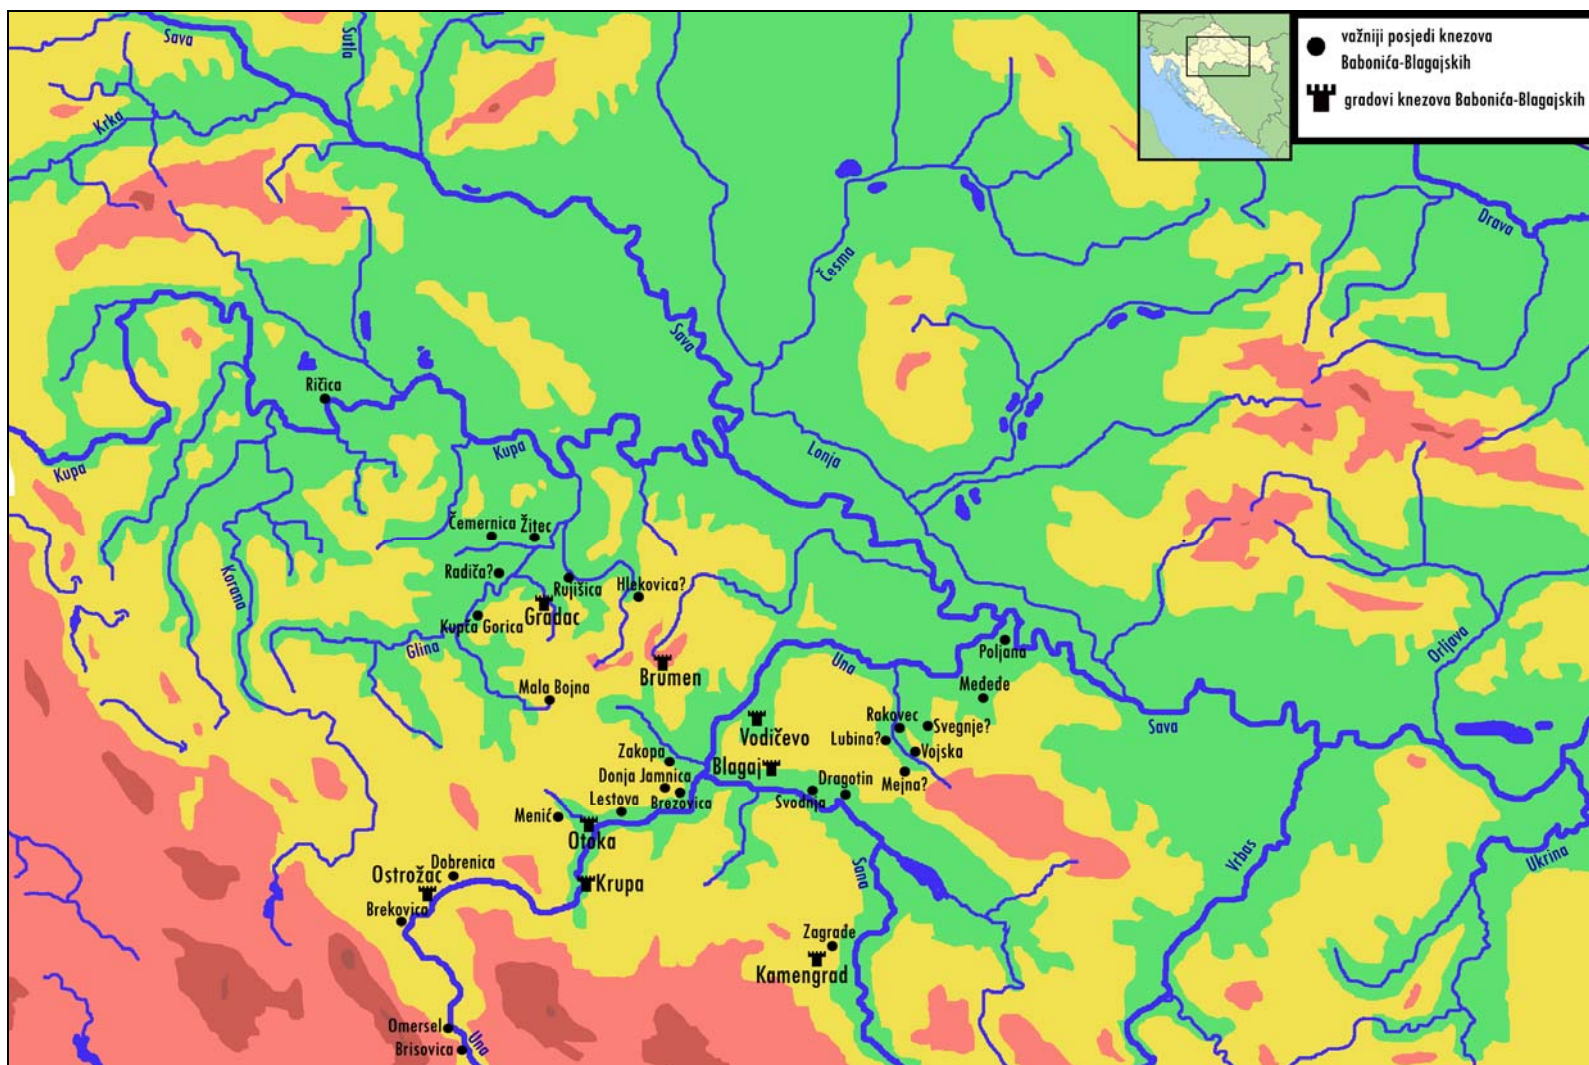 važniji posjedi knezova
Babonića-Blagajskih
gradovi knezova Babonića-Blagajskih
Sava
Sutla
Krka
Drava
Česma
Sava
Ričica
Kupa
Kupa
Lonja
Čemernica
Žitec
Korana
Radiča?
Rujišica
Hlekovica?
Gradac
Kupča Gorica
Glina
Brumen
Poljana
Orljava
Una
Mala Bojna
Međeđe
Sava
Rakovec
Svegnje?
Vodičevo
Lubina?
Vojska
Zakopa
Blagaj
Mejna?
Donja Jamnica
Dragotin
Brezovica
Svodnja
Lestova
Menić
Otoka
Vrbas
Ukrina
Dobrenica
Ostrožac
Krupa
Sana
Brekovica
Zagrađe
Kamengrad
Omersel
Una
Brisovica